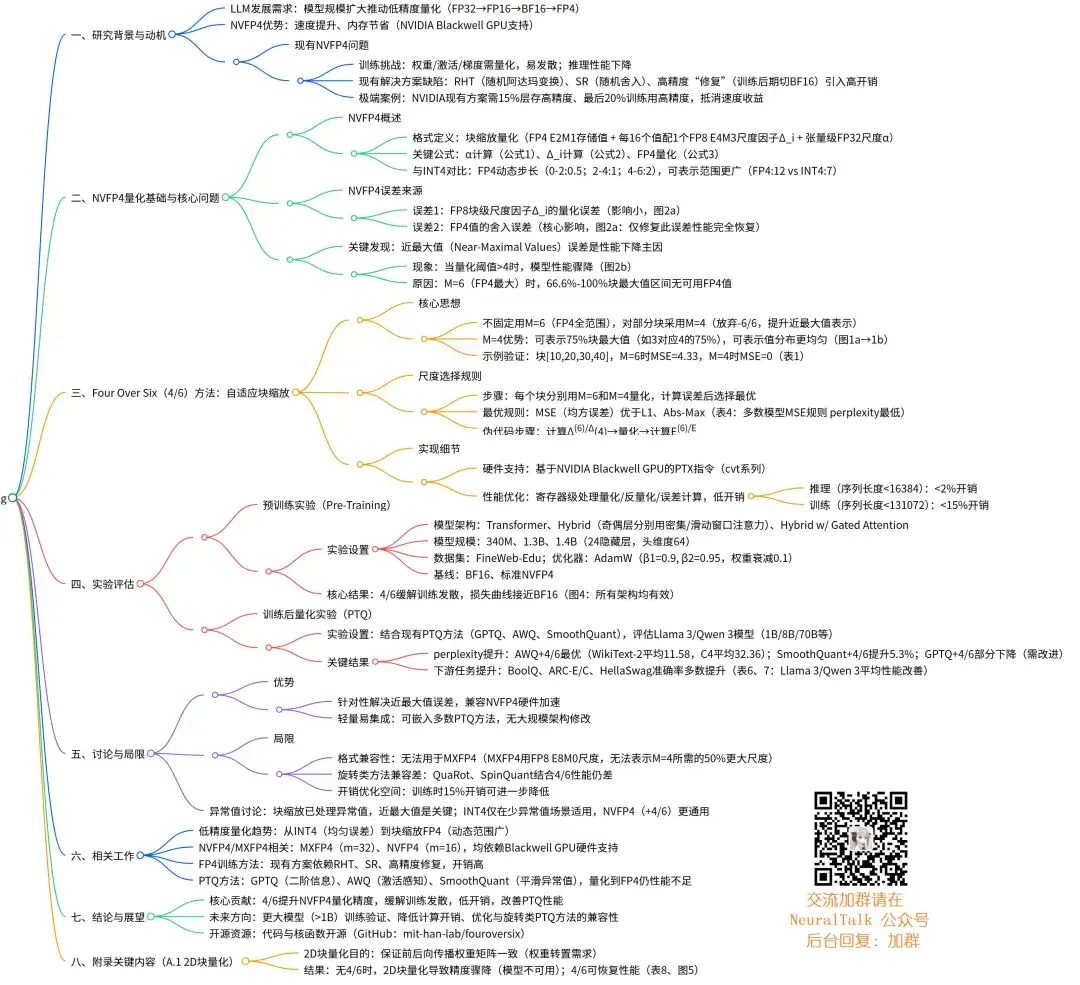 LLM发展需求：模型规模扩大推动低精度量化（FP32→FP16→BF16→FP4）
NVFP4优势：速度提升、内存节省（NVIDIA Blackwell GPU支持）
一、研究背景与动机
现有NVFP4问题
训练挑战：权重/激活/梯度需量化，易发散；推理性能下降
现有解决方案缺陷：RHT（随机阿达玛变换）、SR（随机舍入）、高精度“修复”（训练后期切BF16）引入高开销
极端案例：NVIDIA现有方案需15%层存高精度、最后20%训练用高精度，抵消速度收益
NVFP4概述
格式定义：块缩放量化（FP4 E2M1存储值 + 每16个值配1个FP8 E4M3尺度因子Δ_i + 张量级FP32尺度α）
关键公式：α计算（公式1）、Δ_i计算（公式2）、FP4量化（公式3）
与INT4对比：FP4动态步长（0-2:0.5；2-4:1；4-6:2），可表示范围更广（FP4:12 vs INT4:7）
二、NVFP4量化基础与核心问题
NVFP4误差来源
误差1：FP8块级尺度因子Δ_i的量化误差（影响小，图2a）
误差2：FP4值的舍入误差（核心影响，图2a：仅修复此误差性能完全恢复）
关键发现：近最大值（Near-Maximal Values）误差是性能下降主因
现象：当量化阈值>4时，模型性能骤降（图2b）
原因：M=6（FP4最大）时，66.6%-100%块最大值区间无可用FP4值
核心思想
不固定用M=6（FP4全范围），对部分块采用M=4（放弃-6/6，提升近最大值表示）
M=4优势：可表示75%块最大值（如3对应4的75%），可表示值分布更均匀（图1a→1b）
示例验证：块[10,20,30,40]，M=6时MSE=4.33，M=4时MSE=0（表1）
三、Four Over Six（4/6）方法：自适应块缩放
尺度选择规则
步骤：每个块分别用M=6和M=4量化，计算误差后选择最优
最优规则：MSE（均方误差）优于L1、Abs-Max（表4：多数模型MSE规则 perplexity最低）
伪代码步骤：计算Δ^(6)/Δ(4)→量化→计算E^(6)/E
实现细节
硬件支持：基于NVIDIA Blackwell GPU的PTX指令（cvt系列）
性能优化：寄存器级处理量化/反量化/误差计算，低开销
推理（序列长度<16384）：<2%开销
训练（序列长度<131072）：<15%开销
g
预训练实验（Pre-Training）
实验设置
模型架构：Transformer、Hybrid（奇偶层分别用密集/滑动窗口注意力）、Hybrid w/ Gated Attention
模型规模：340M、1.3B、1.4B（24隐藏层，头维度64）
数据集：FineWeb-Edu；优化器：AdamW（β1=0.9, β2=0.95，权重衰减0.1）
基线：BF16、标准NVFP4
核心结果：4/6缓解训练发散，损失曲线接近BF16（图4：所有架构均有效）
四、实验评估
训练后量化实验（PTQ）
实验设置：结合现有PTQ方法（GPTQ、AWQ、SmoothQuant），评估Llama 3/Qwen 3模型（1B/8B/70B等）
关键结果
perplexity提升：AWQ+4/6最优（WikiText-2平均11.58，C4平均32.36）；SmoothQuant+4/6提升5.3%；GPTQ+4/6部分下降（需改进）
下游任务提升：BoolQ、ARC-E/C、HellaSwag准确率多数提升（表6、7：Llama 3/Qwen 3平均性能改善）
优势
针对性解决近最大值误差，兼容NVFP4硬件加速
轻量易集成：可嵌入多数PTQ方法，无大规模架构修改
五、讨论与局限
局限
格式兼容性：无法用于MXFP4（MXFP4用FP8 E8M0尺度，无法表示M=4所需的50%更大尺度）
旋转类方法兼容差：QuaRot、SpinQuant结合4/6性能仍差
开销优化空间：训练时15%开销可进一步降低
异常值讨论：块缩放已处理异常值，近最大值是关键；INT4仅在少异常值场景适用，NVFP4（+4/6）更通用
低精度量化趋势：从INT4（均匀误差）到块缩放FP4（动态范围广）
NVFP4/MXFP4相关：MXFP4（m=32）、NVFP4（m=16），均依赖Blackwell GPU硬件支持
六、相关工作
FP4训练方法：现有方案依赖RHT、SR、高精度修复，开销高
PTQ方法：GPTQ（二阶信息）、AWQ（激活感知）、SmoothQuant（平滑异常值），量化到FP4仍性能不足
核心贡献：4/6提升NVFP4量化精度，缓解训练发散，低开销，改善PTQ性能
七、结论与展望
未来方向：更大模型（>1B）训练验证、降低计算开销、优化与旋转类PTQ方法的兼容性
开源资源：代码与核函数开源（GitHub：mit-han-lab/fouroversix）
八、附录关键内容（A.1 2D块量化）
2D块量化目的：保证前后向传播权重矩阵一致（权重转置需求）
结果：无4/6时，2D块量化导致精度骤降（模型不可用）；4/6可恢复性能（表8、图5）
交流加群请在
NeuralTalk 公众号
后台回复：加群